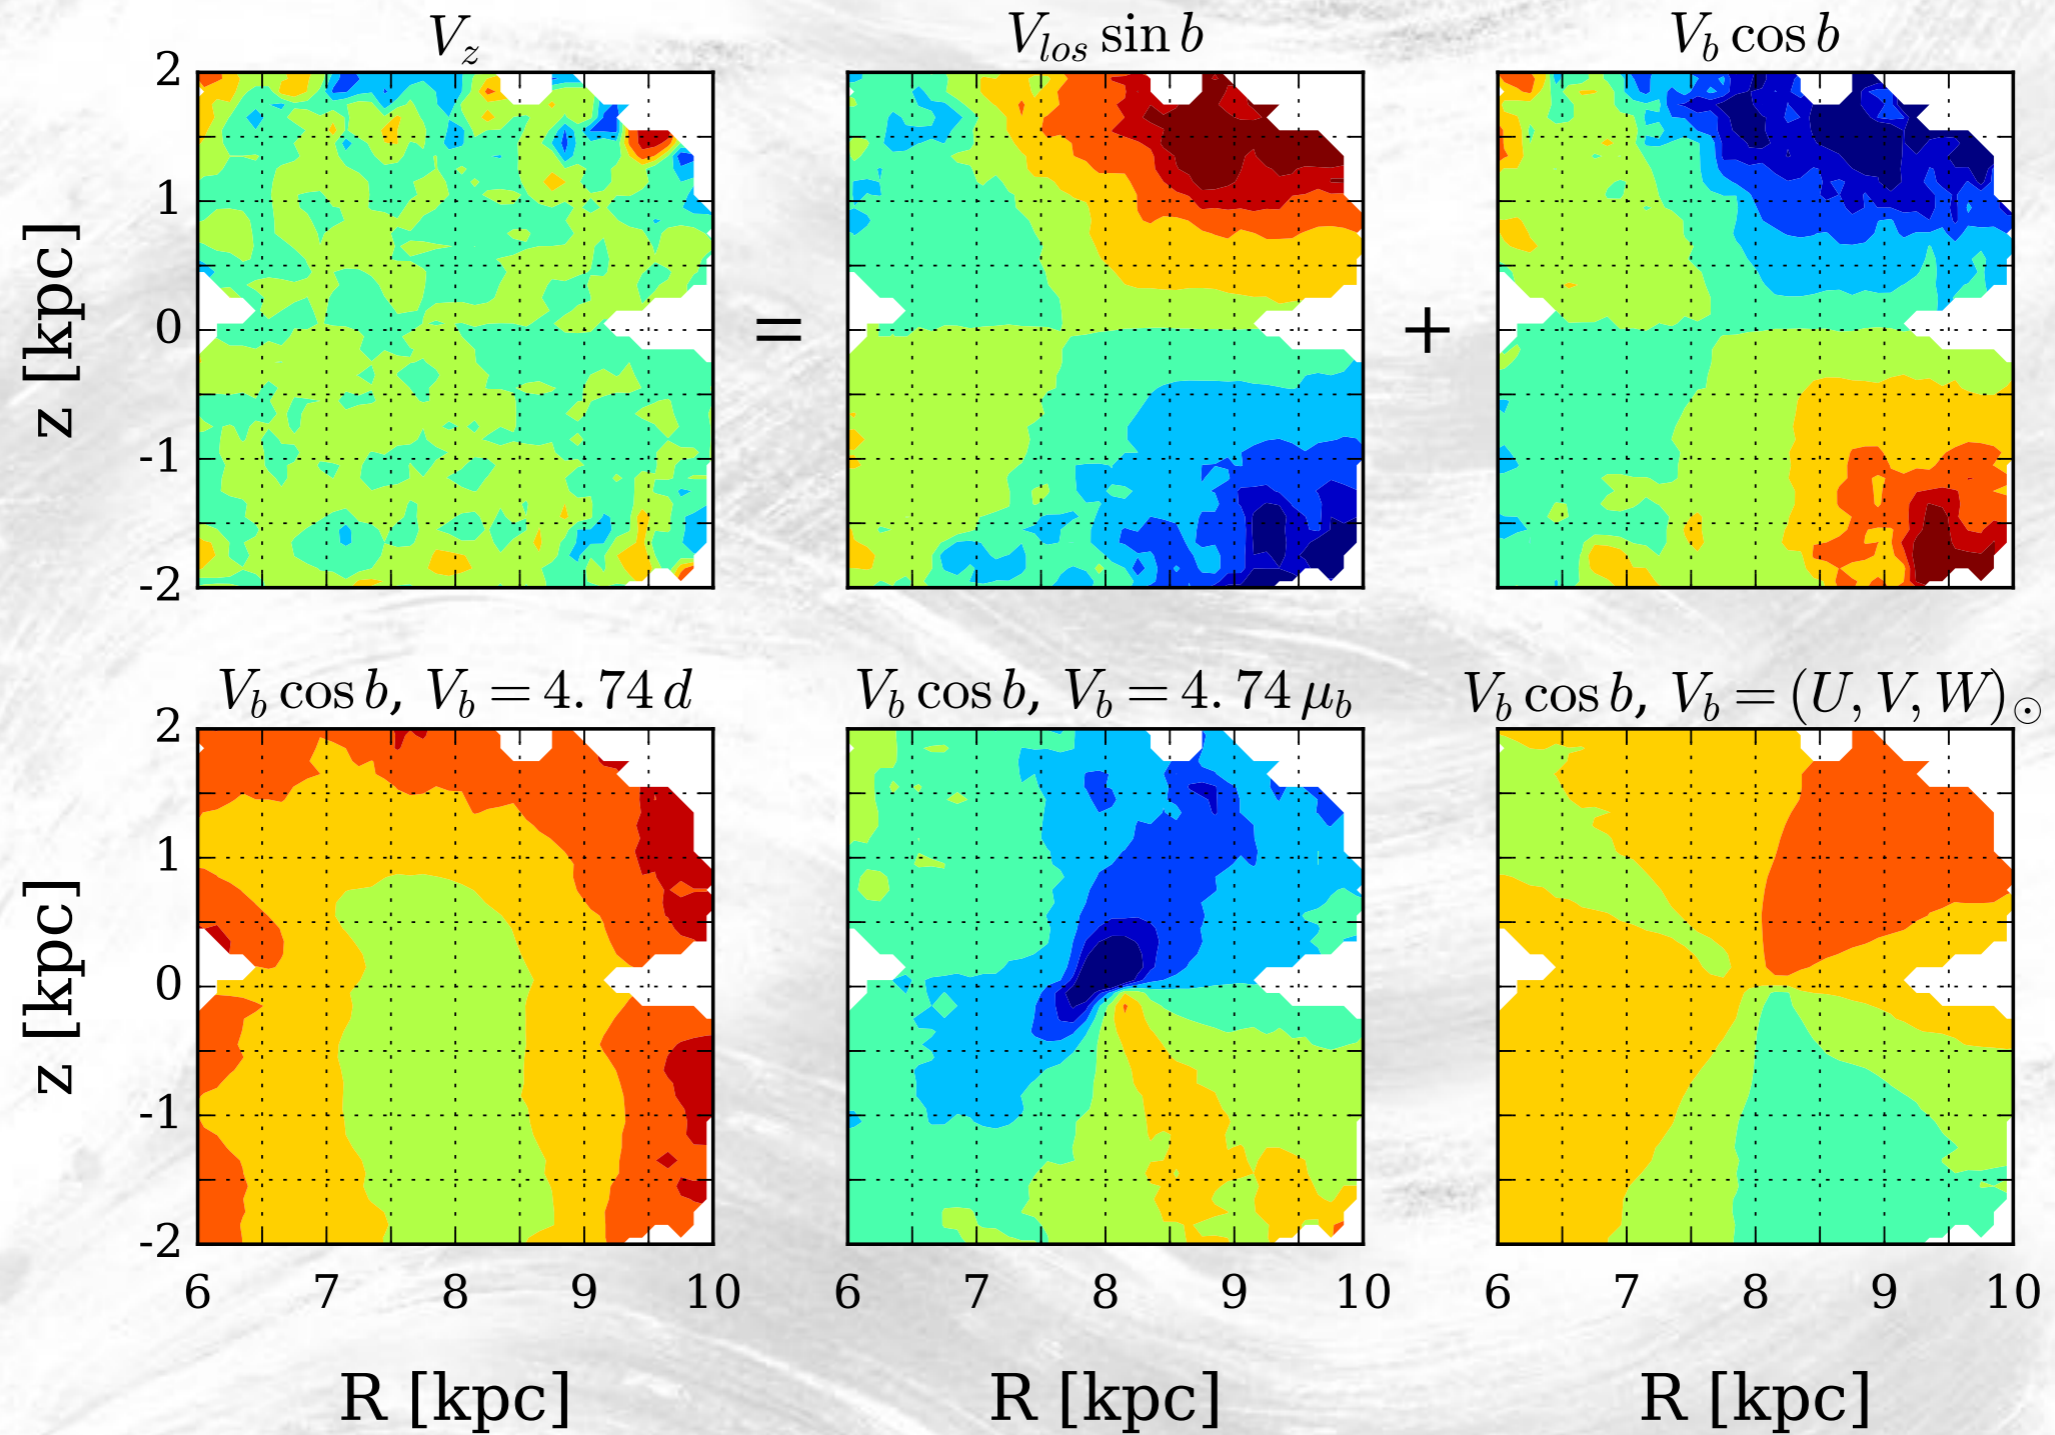 V_z
V_{los} sin b
V_b cos b
z [kpc]
2
1
0
-1
-2
=
+
V_b cos b, V_b = 4.74 d
V_b cos b, V_b = 4.74 μ_b
V_b cos b, V_b = (U, V, W)_⊙
z [kpc]
2
1
0
-1
-2
6 7 8 9 10
6 7 8 9 10
6 7 8 9 10
R [kpc]
R [kpc]
R [kpc]